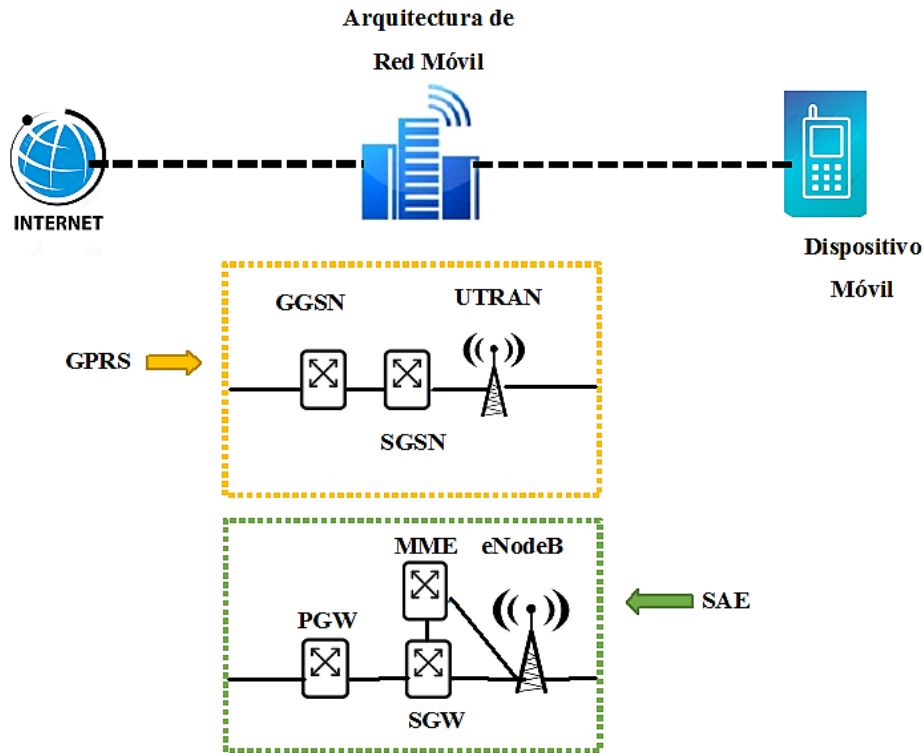 Arquitectura de
Red Móvil
INTERNET
Dispositivo
Móvil
GGSN
UTRAN
GPRS
SGSN
MME
eNodeB
SAE
PGW
SGW